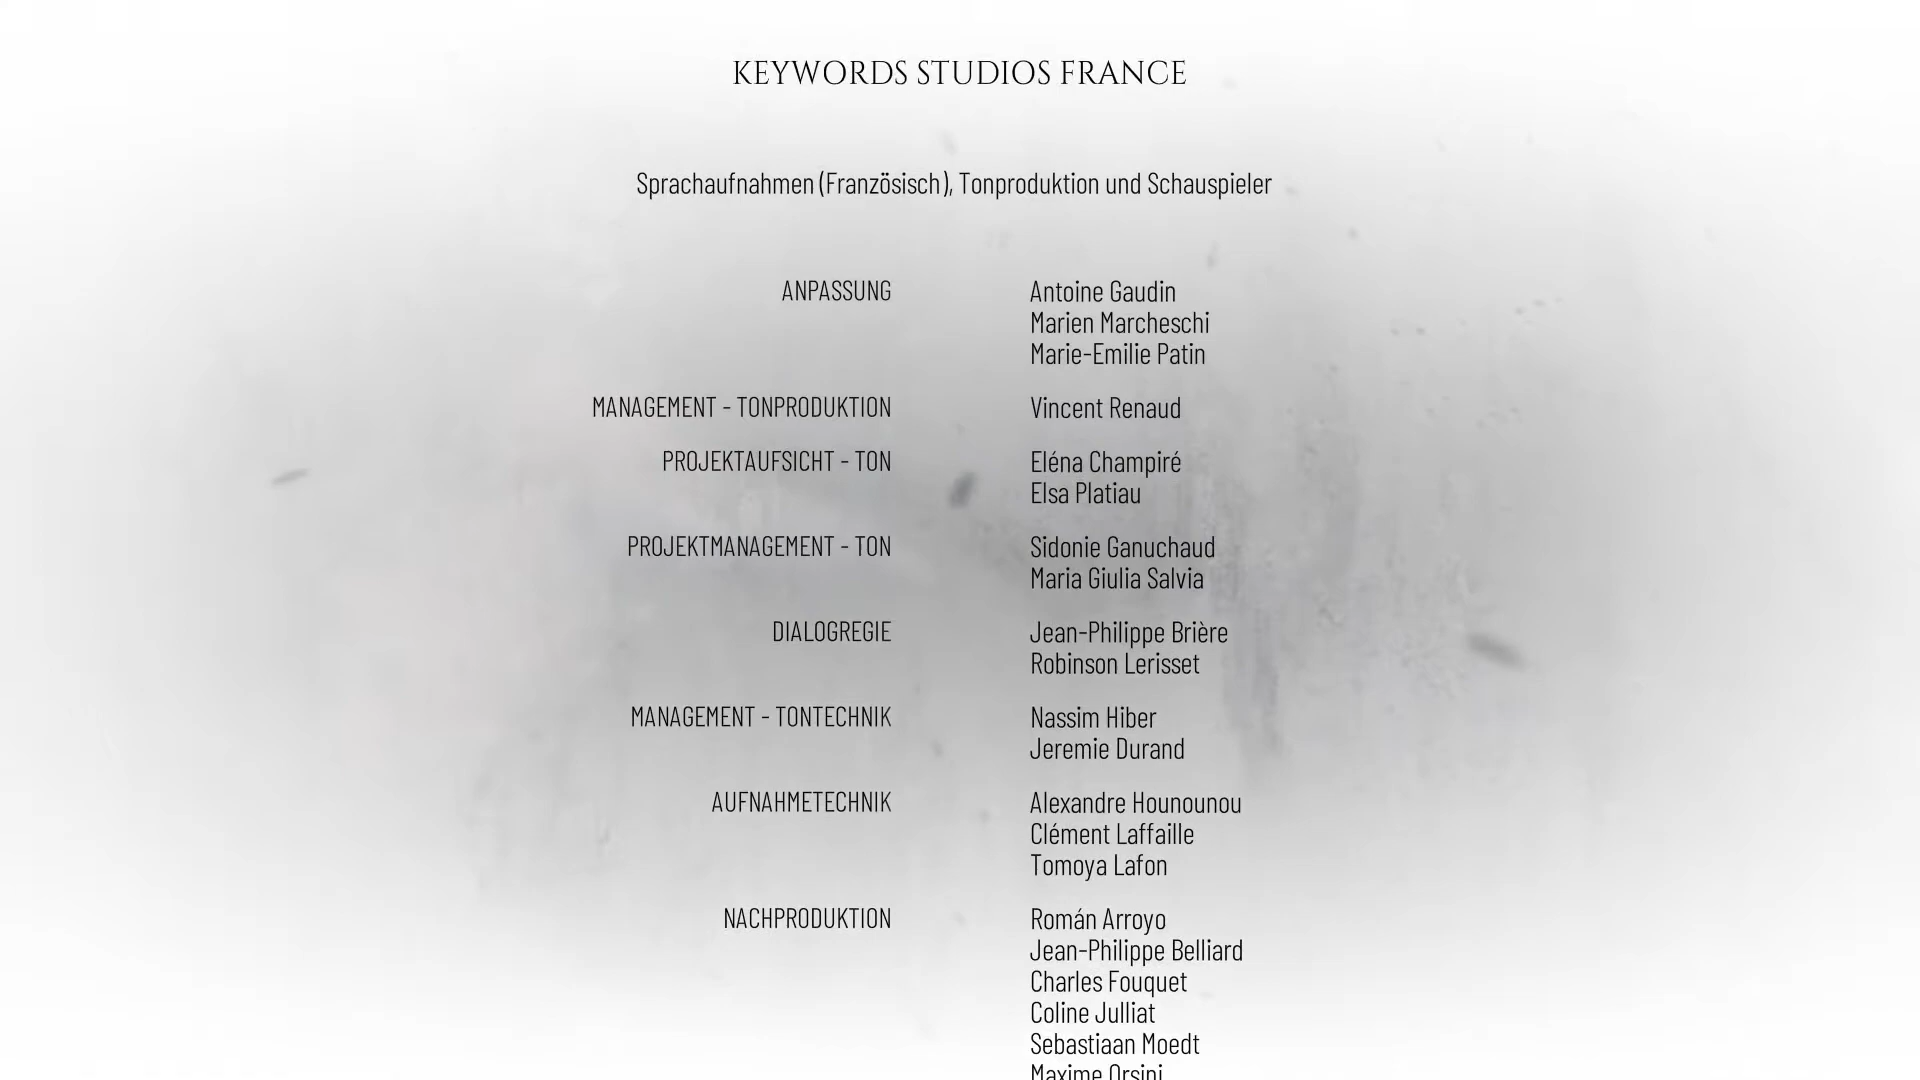 KEYWORDS STUDIOS FRANCE
Sprachaufnahmen (Französisch), Tonproduktion und Schauspieler
ANPASSUNG Antoine Gaudin
Marien Marcheschi
Marie-Emilie Patin
MANAGEMENT - TONPRODUKTION Vincent Renaud
PROJEKTAUFSICHT - TON Eléna Champiré
Elsa Platiau
PROJEKTMANAGEMENT - TON Sidonie Ganuchaud
Maria Giulia Salvia
DIALOGREGIE Jean-Philippe Brière
Robinson Lerisset
MANAGEMENT - TONTECHNIK Nassim Hiber
Jeremie Durand
AUFNAHMETECHNIK Alexandre Hounounou
Clément Laffaille
Tomoya Lafon
NACHPRODUKTION Román Arroyo
Jean-Philippe Belliard
Charles Fouquet
Coline Julliat
Sebastiaan Moedt
Maxime Orsini